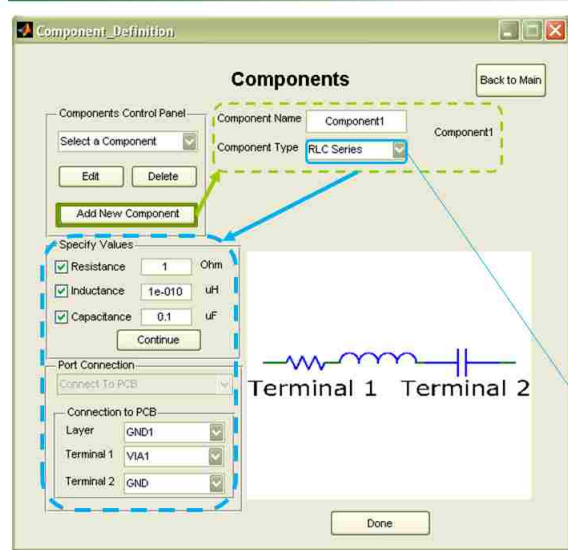 Component_Definition
Components
Back to Main
Components Control Panel
Select a Component
Edit
Delete
Add New Component
Component Name
Component1
Component1
Component Type
RLC Series
Specify Values
Resistance
1
Ohm
Inductance
1e-010
uH
Capacitance
0.1
uF
Continue
Port Connection
Connect To PCB
Connection to PCB
Layer
GND1
Terminal 1
VIA1
Terminal 2
GND
Terminal 1
Terminal 2
Done